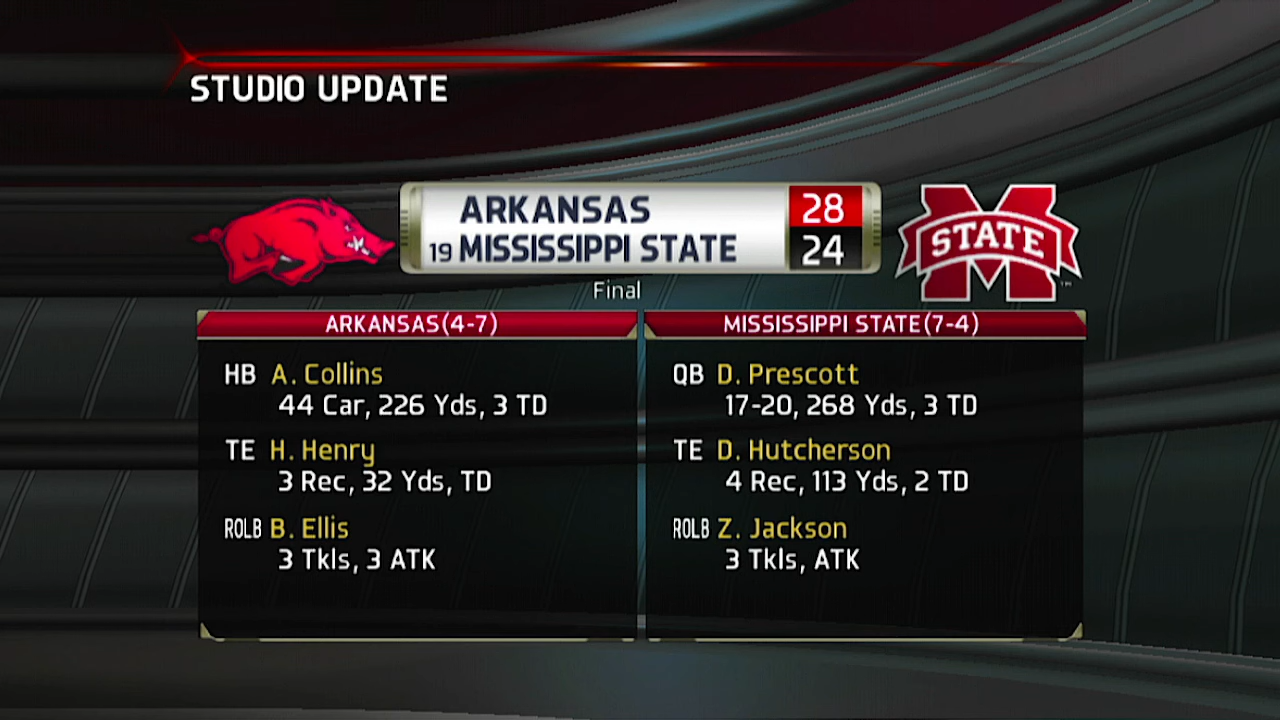 STUDIO UPDATE
ARKANSAS 28
19 MISSISSIPPI STATE 24
STATE
TM
Final
ARKANSAS(4-7)
HB A. Collins
44 Car, 226 Yds, 3 TD
TE H. Henry
3 Rec, 32 Yds, TD
ROLB B. Ellis
3 Tkls, 3 ATK
MISSISSIPPI STATE(7-4)
QB D. Prescott
17-20, 268 Yds, 3 TD
TE D. Hutcherson
4 Rec, 113 Yds, 2 TD
ROLB Z. Jackson
3 Tkls, ATK